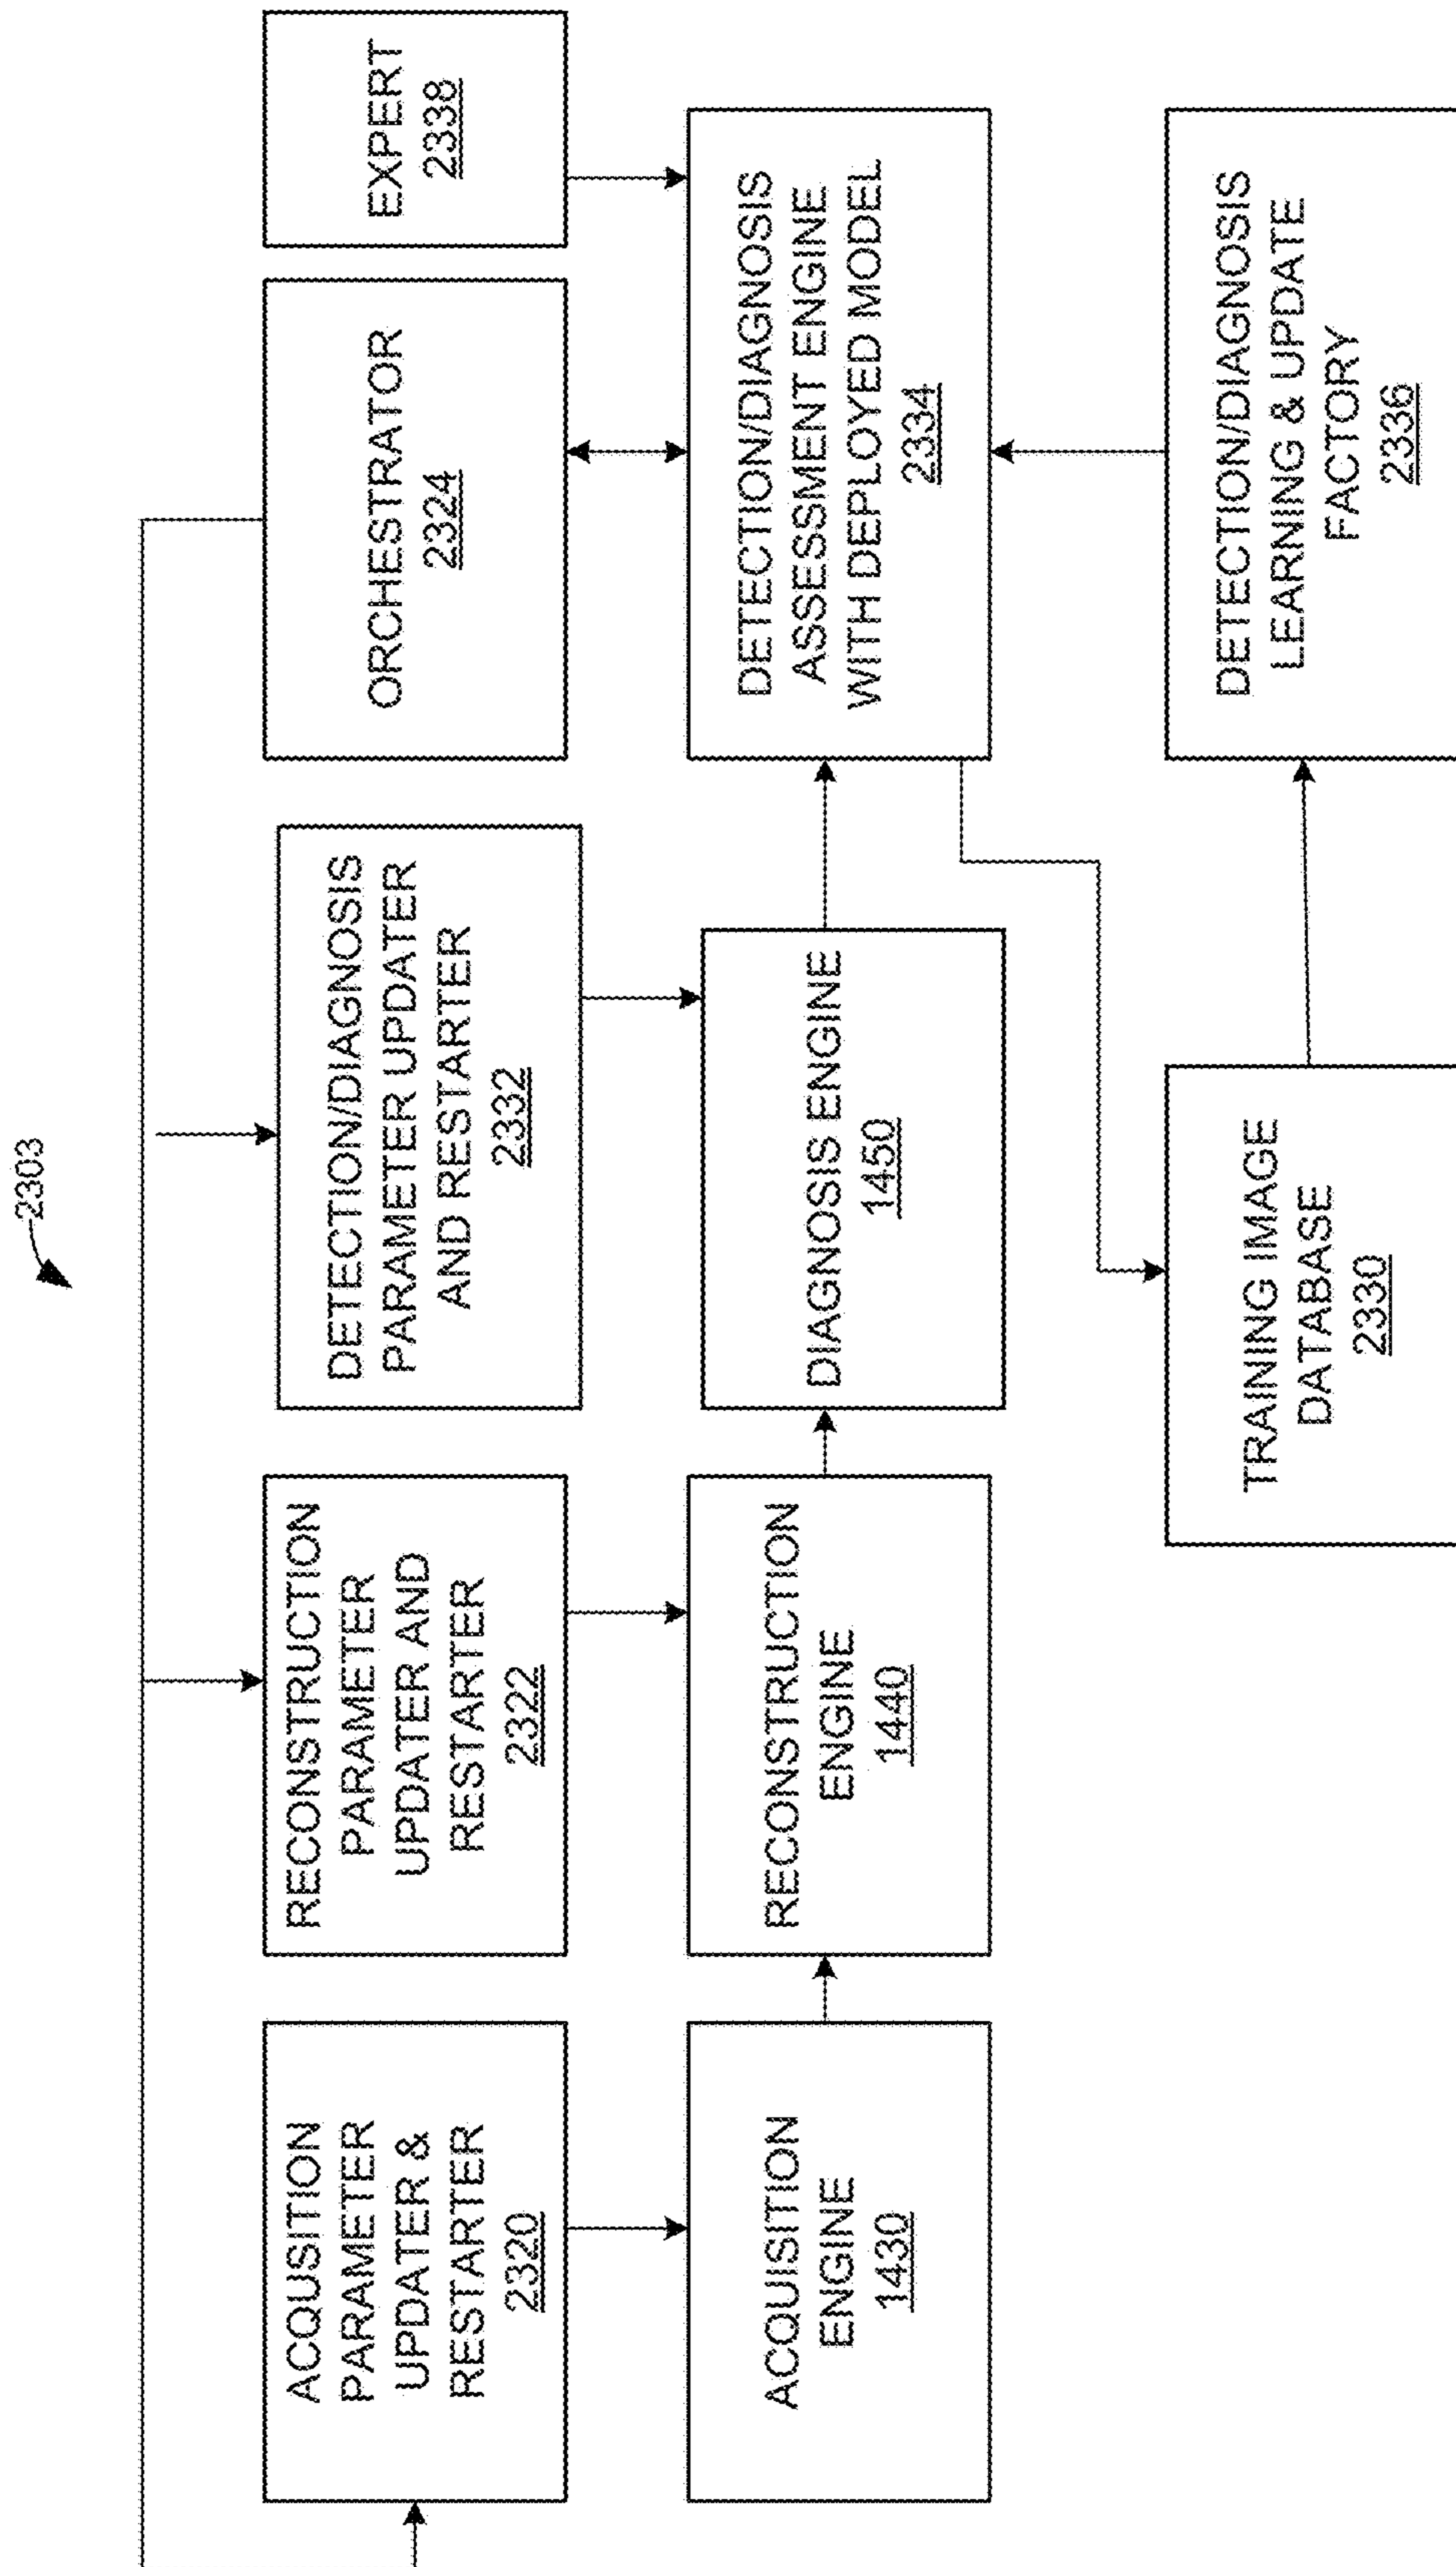 2303
ACQUSITION
PARAMETER
UPDATER &
RESTARTER
2320
RECONSTRUCTION
PARAMETER
UPDATER AND
RESTARTER
2322
DETECTION/DIAGNOSIS
PARAMETER UPDATER
AND RESTARTER
2332
ORCHESTRATOR
2324
EXPERT
2338
ACQUISITION
ENGINE
1430
RECONSTRUCTION
ENGINE
1440
DIAGNOSIS ENGINE
1450
DETECTION/DIAGNOSIS
ASSESSMENT ENGINE
WITH DEPLOYED MODEL
2334
TRAINING IMAGE
DATABASE
2330
DETECTION/DIAGNOSIS
LEARNING & UPDATE
FACTORY
2336